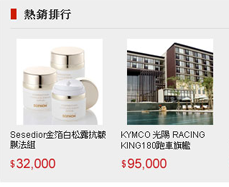 熱銷排行
Sesedior金箔白松露抗皺
賦活組
KYMCO 光陽 RACING
KING180跑車旗艦
$32,000
$95,000